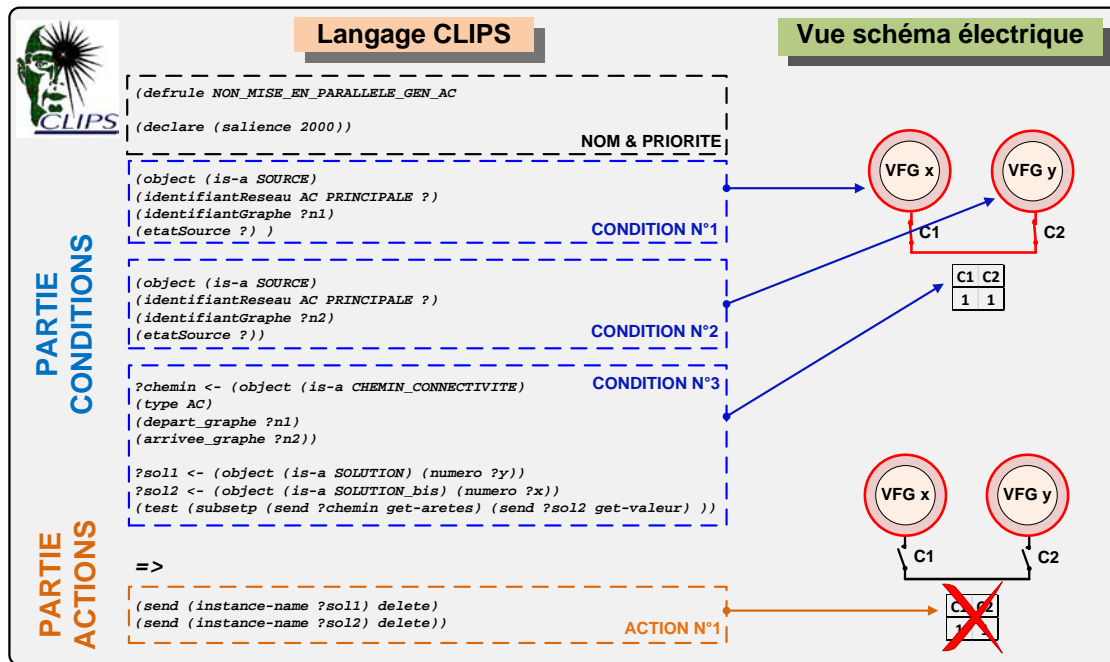 Langage CLIPS
Vue schéma électrique
CLIPS
(defrule NON_MISE_EN_PARALLELE_GEN_AC
(declare (salience 2000))
NOM & PRIORITE
PARTIE
CONDITIONS
(object (is-a SOURCE)
(identifiantReseau AC PRINCIPALE ?)
(identifiantGraphe ?n1)
(etatSource ?) )
CONDITION N°1
(object (is-a SOURCE)
(identifiantReseau AC PRINCIPALE ?)
(identifiantGraphe ?n2)
(etatSource ?))
CONDITION N°2
CONDITION N°3
?chemin <- (object (is-a CHEMIN_CONNECTIVITE)
(type AC)
(depart_graphe ?n1)
(arrivee_graphe ?n2))
?sol1 <- (object (is-a SOLUTION) (numero ?y))
?sol2 <- (object (is-a SOLUTION_bis) (numero ?x))
(test (subsetp (send ?chemin get-aretes) (send ?sol2 get-valeur) ))
=>
PARTIE
ACTIONS
(send (instance-name ?sol1) delete)
(send (instance-name ?sol2) delete))
ACTION N°1
VFG x VFG y
C1 C2
C1 C2
1 1
VFG x VFG y
C1 C2
C1 C2
1 1